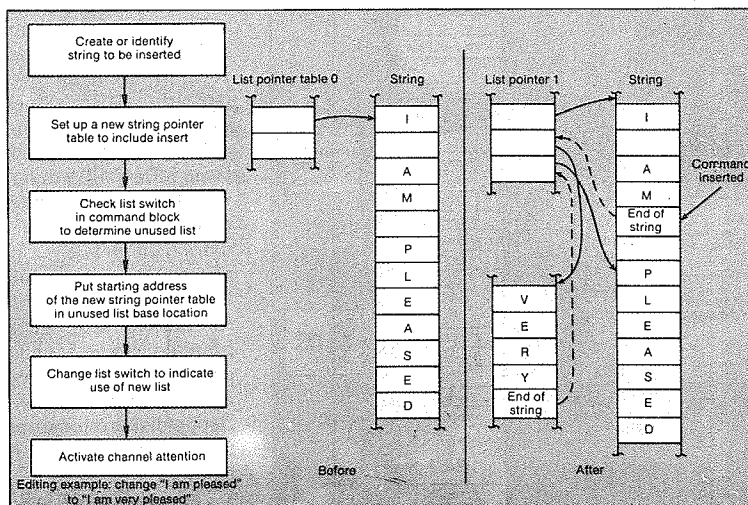 Create or identify
string to be inserted
Set up a new string pointer
table to include insert
Check list switch
in command block
to determine unused list
Put starting address
of the new string pointer table
in unused list base location
Change list switch to indicate
use of new list
Activate channel attention
Editing example: change "I am pleased"
to "I am very pleased"
List pointer table 0
String
I
A
M
P
L
E
A
S
E
D
Before
List pointer 1
String
I
A
M
End of
string
P
L
E
A
S
E
D
Command
inserted
V
E
R
Y
End of
string
After